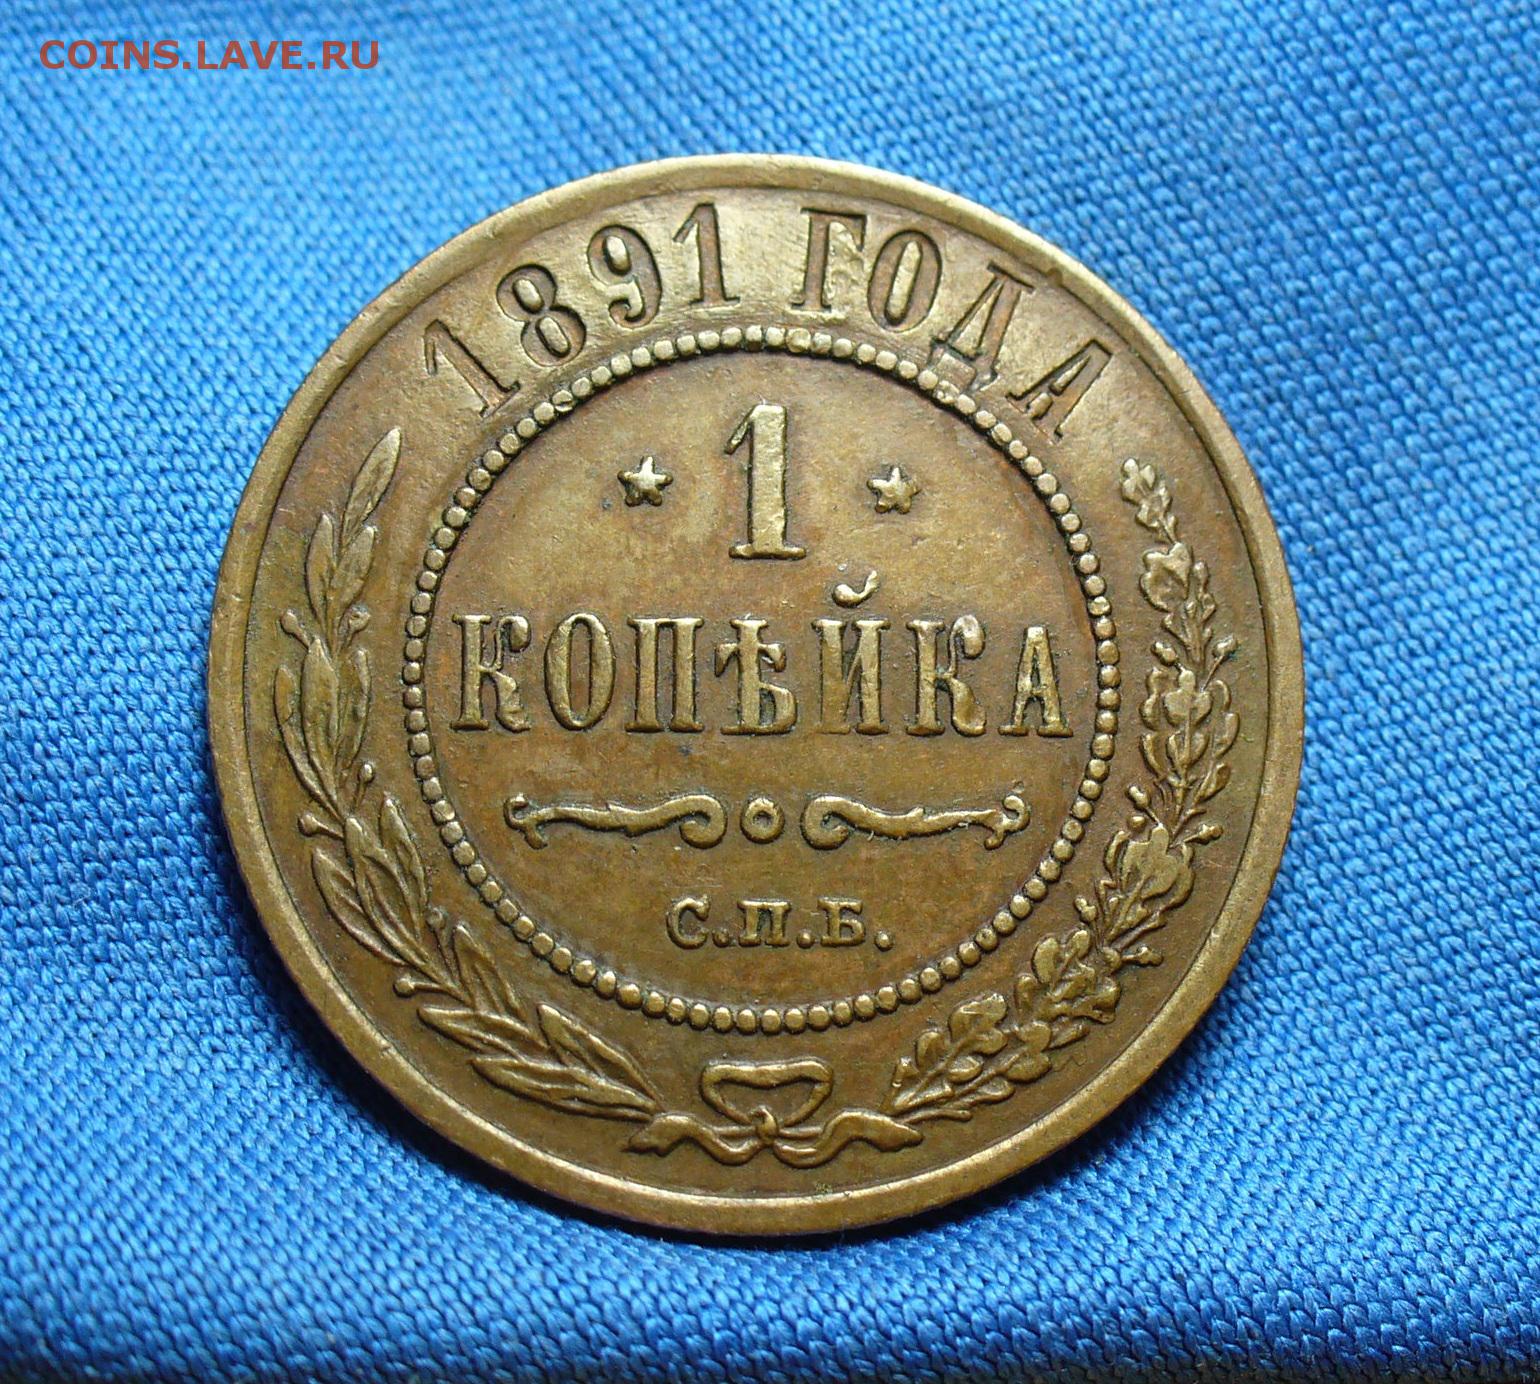 COINS.LAVE.RU
1891 ГОДА
1
КОПѢЙКА
С.П.Б.